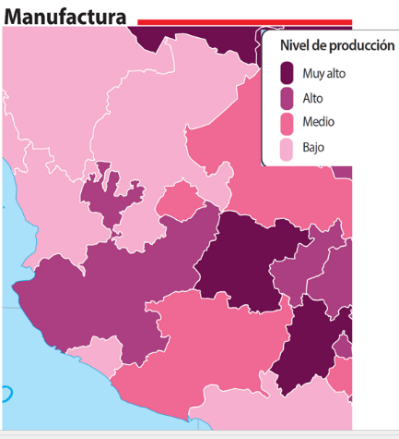 Manufactura
Nivel de producción
Muy alto
Alto
Medio
Bajo